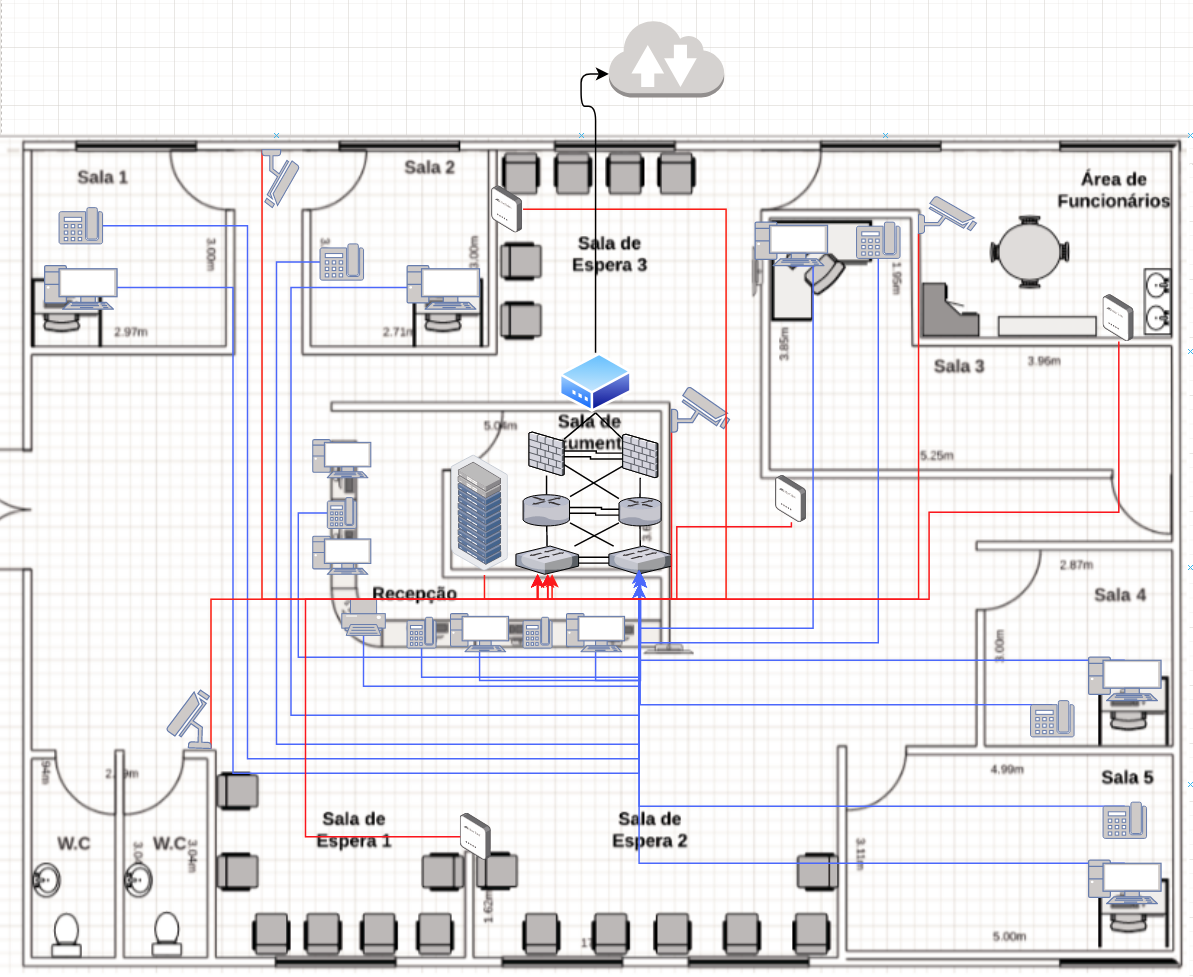 Sala 1
Sala 2
Área de
Funcionários
Sala de
Espera 3
3.00m
3.00m
1.95m
2.97m
2.71m
3.85m
Sala 3
3.96m
5.04m
Sala de
cument
5.25m
2.87m
Recepção
Sala 4
3.00m
4.99m
Sala 5
Sala de
Espera 1
Sala de
Espera 2
W.C
W.C
3.04m
3.11m
1.62m
5.00m